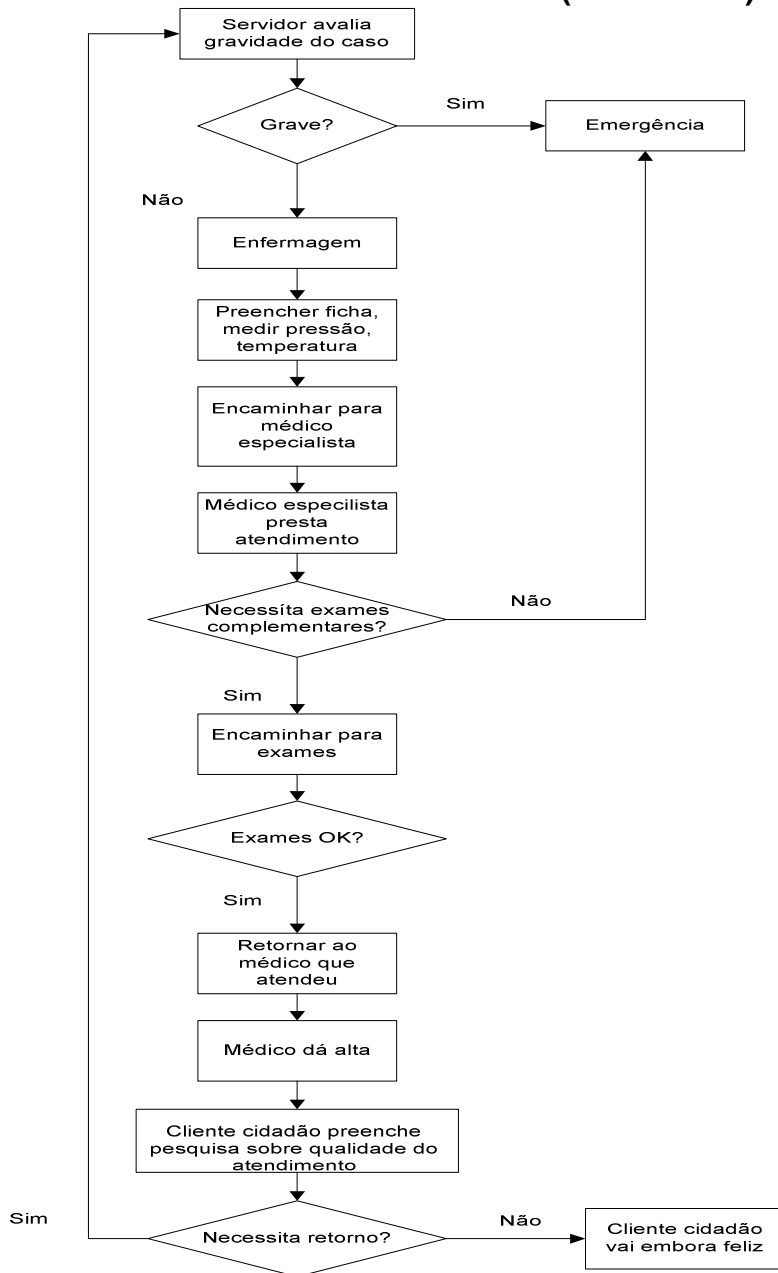 Servidor avalia
gravidade do caso
Grave?
Sim
Emergência
Não
Enfermagem
Preencher ficha,
medir pressão,
temperatura
Encaminhar para
médico
especialista
Médico especilista
presta
atendimento
Necessíta exames
complementares?
Não
Sim
Encaminhar para
exames
Exames OK?
Sim
Retornar ao
médico que
atendeu
Médico dá alta
Cliente cidadão preenche
pesquisa sobre qualidade do
atendimento
Sim
Necessita retorno?
Não
Cliente cidadão
vai embora feliz